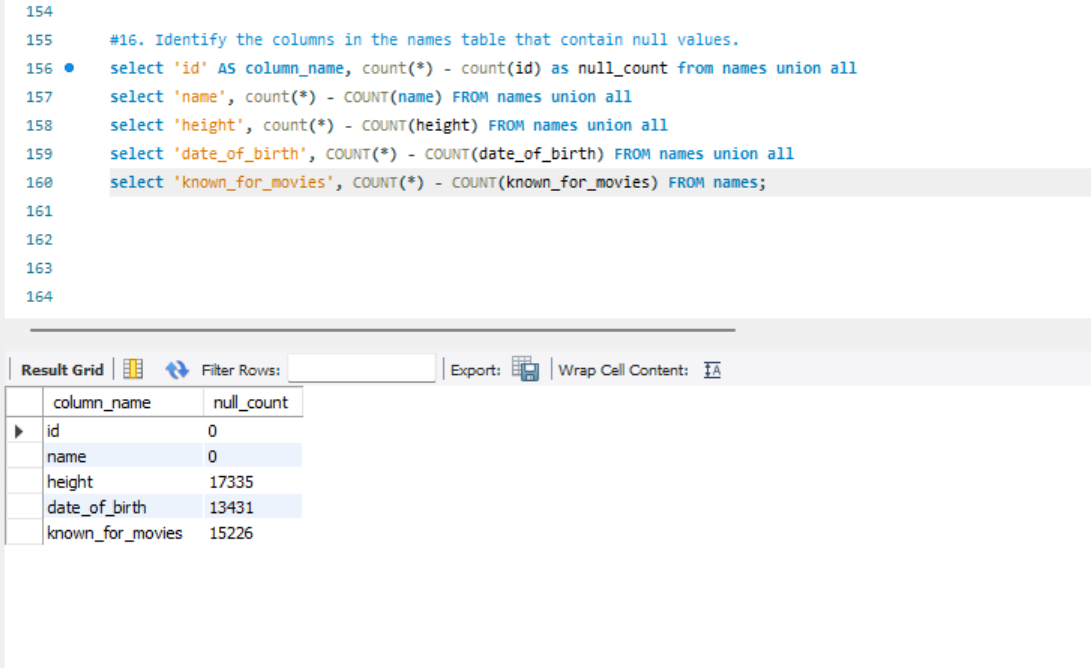 154
155 #16. Identify the columns in the names table that contain null values.
156 select 'id' AS column_name, count(*) - count(id) as null_count from names union all
157 select 'name', count(*) - COUNT(name) FROM names union all
158 select 'height', count(*) - COUNT(height) FROM names union all
159 select 'date_of_birth', COUNT(*) - COUNT(date_of_birth) FROM names union all
160 select 'known_for_movies', COUNT(*) - COUNT(known_for_movies) FROM names;
161
162
163
164
Result Grid Filter Rows: Export: Wrap Cell Content: IA
column_name null_count
id 0
name 0
height 17335
date_of_birth 13431
known_for_movies 15226